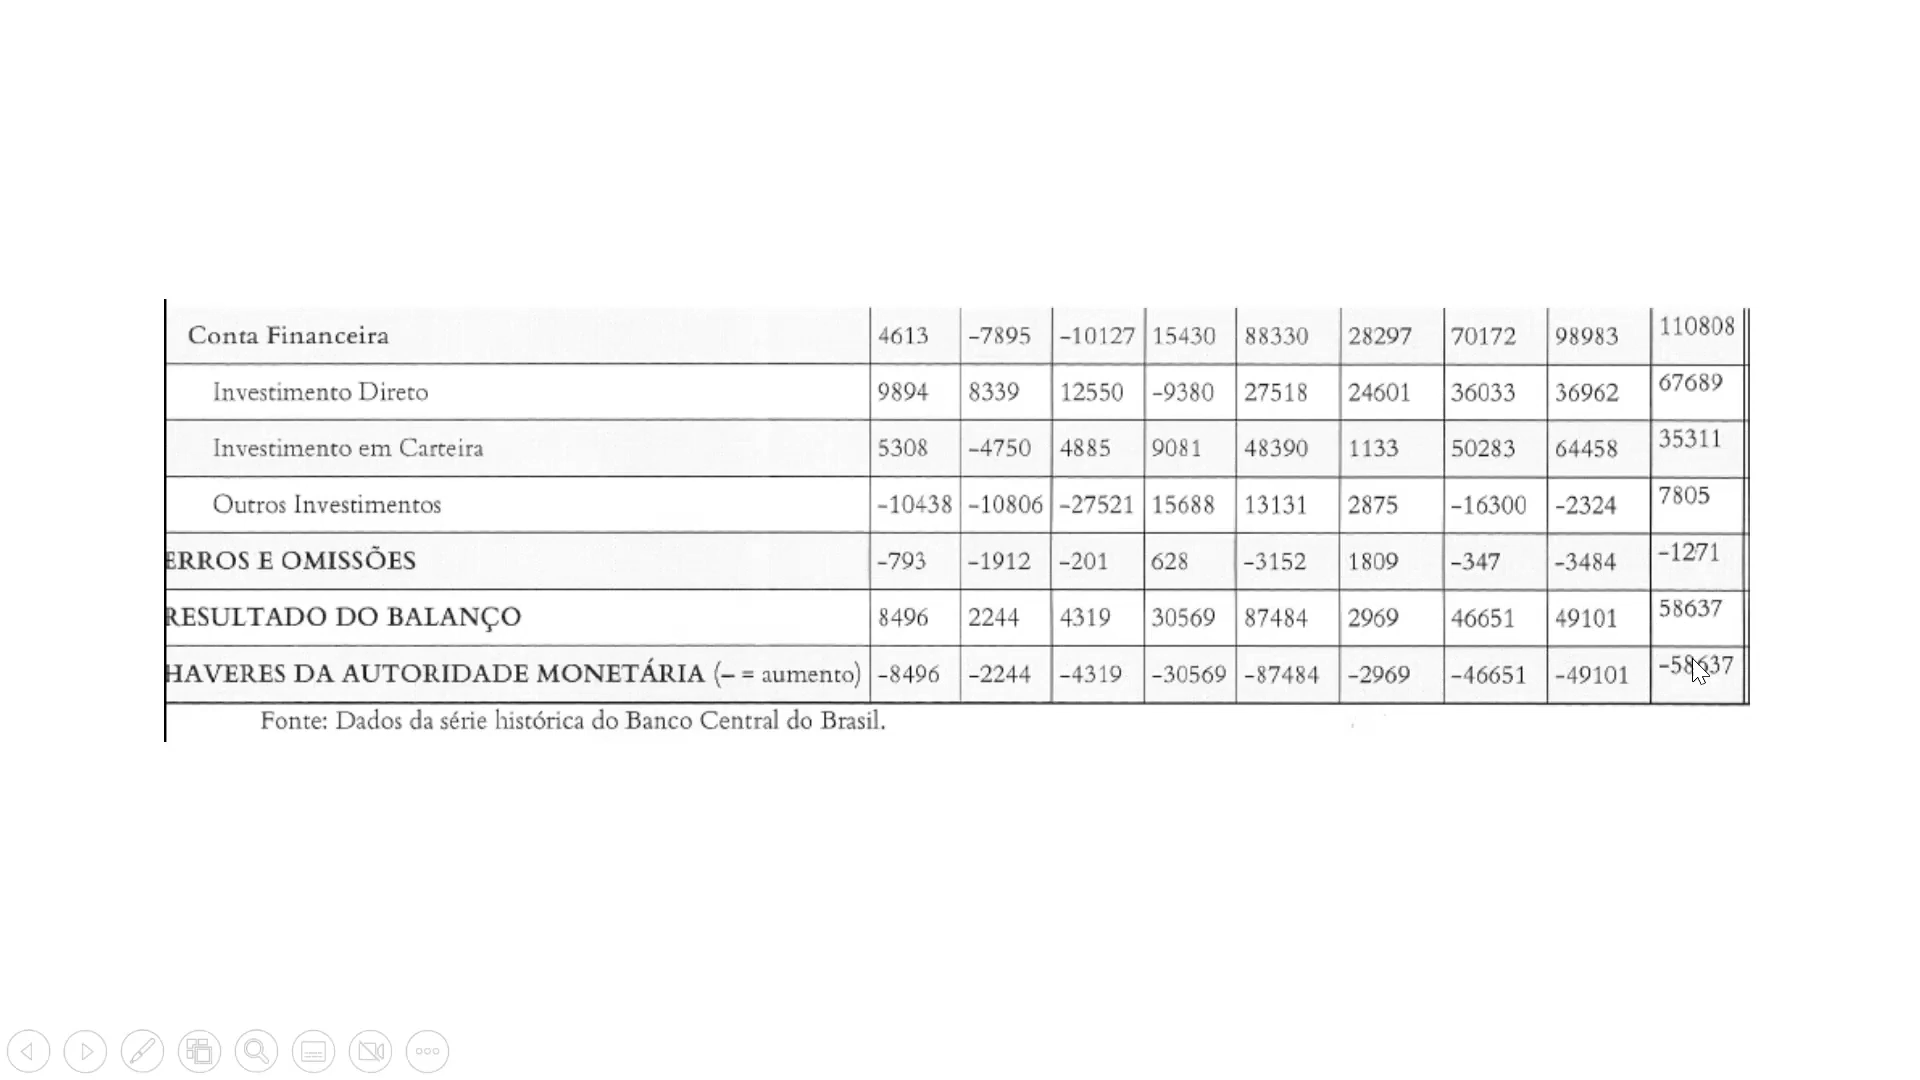 Conta Financeira 4613 -7895 -10127 15430 88330 28297 70172 98983 110808
Investimento Direto 9894 8339 12550 -9380 27518 24601 36033 36962 67689
Investimento em Carteira 5308 -4750 4885 9081 48390 1133 50283 64458 35311
Outros Investimentos -10438 -10806 -27521 15688 13131 2875 -16300 -2324 7805
ERROS E OMISSÕES -793 -1912 -201 628 -3152 1809 -347 -3484 -1271
RESULTADO DO BALANÇO 8496 2244 4319 30569 87484 2969 46651 49101 58637
HAVERES DA AUTORIDADE MONETÁRIA (– = aumento) -8496 -2244 -4319 -30569 -87484 -2969 -46651 -49101 -58637
Fonte: Dados da série histórica do Banco Central do Brasil.